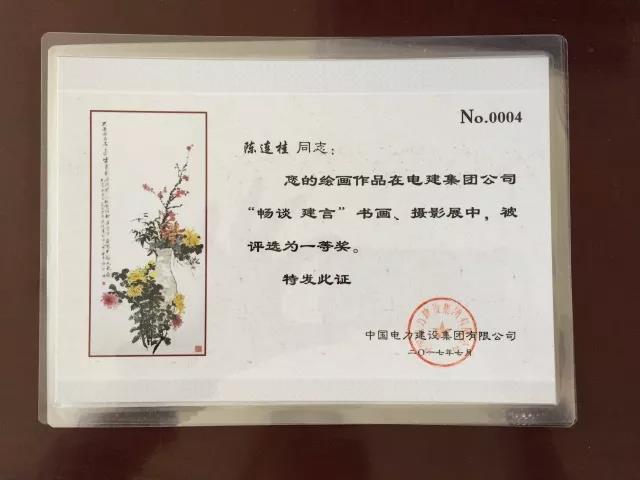 No.0004
陈连桂 同志：
您的绘画作品在电建集团公司
“畅谈 建言”书画、摄影展中，被
评选为一等奖。
特发此证
中国电力建设集团有限公司
二〇一七年七月